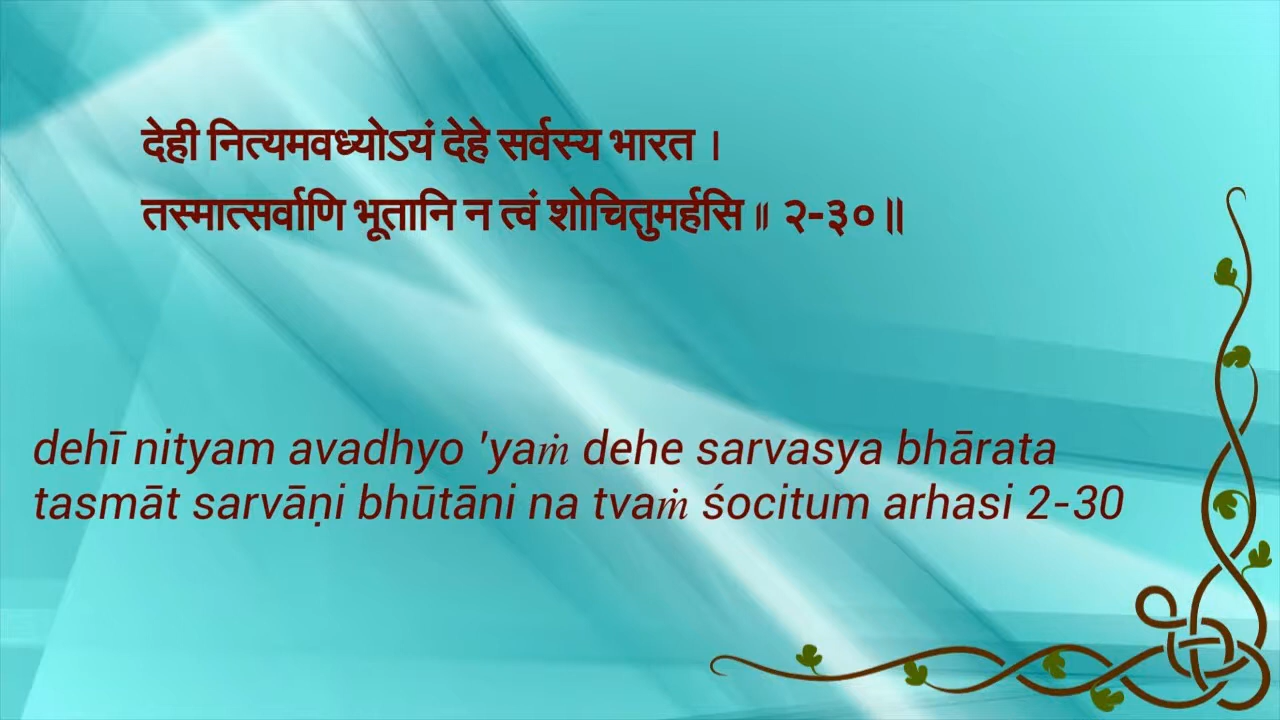 देही नित्यमवध्योऽयं देहे सर्वस्य भारत ।
तस्मात्सर्वाणि भूतानि न त्वं शोचितुमर्हसि ॥ २-३०॥
dehī nityam avadhyo 'yaṁ dehe sarvasya bhārata
tasmāt sarvāṇi bhūtāni na tvaṁ śocitum arhasi 2-30